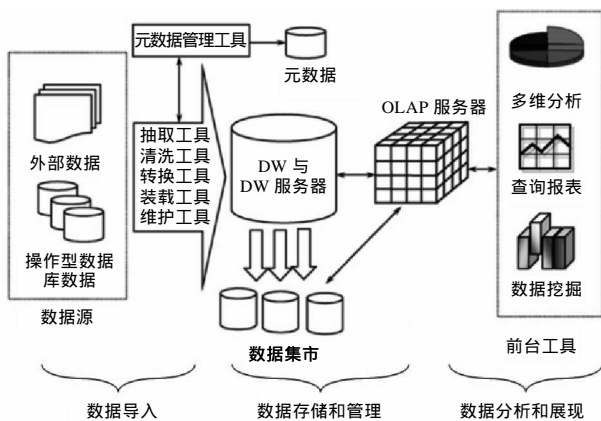 元数据管理工具
元数据
外部数据
操作型数据
库数据
数据源
抽取工具
清洗工具
转换工具
装载工具
维护工具
DW 与
DW 服务器
数据集市
OLAP 服务器
多维分析
查询报表
数据挖掘
前台工具
数据导入
数据存储和管理
数据分析和展现